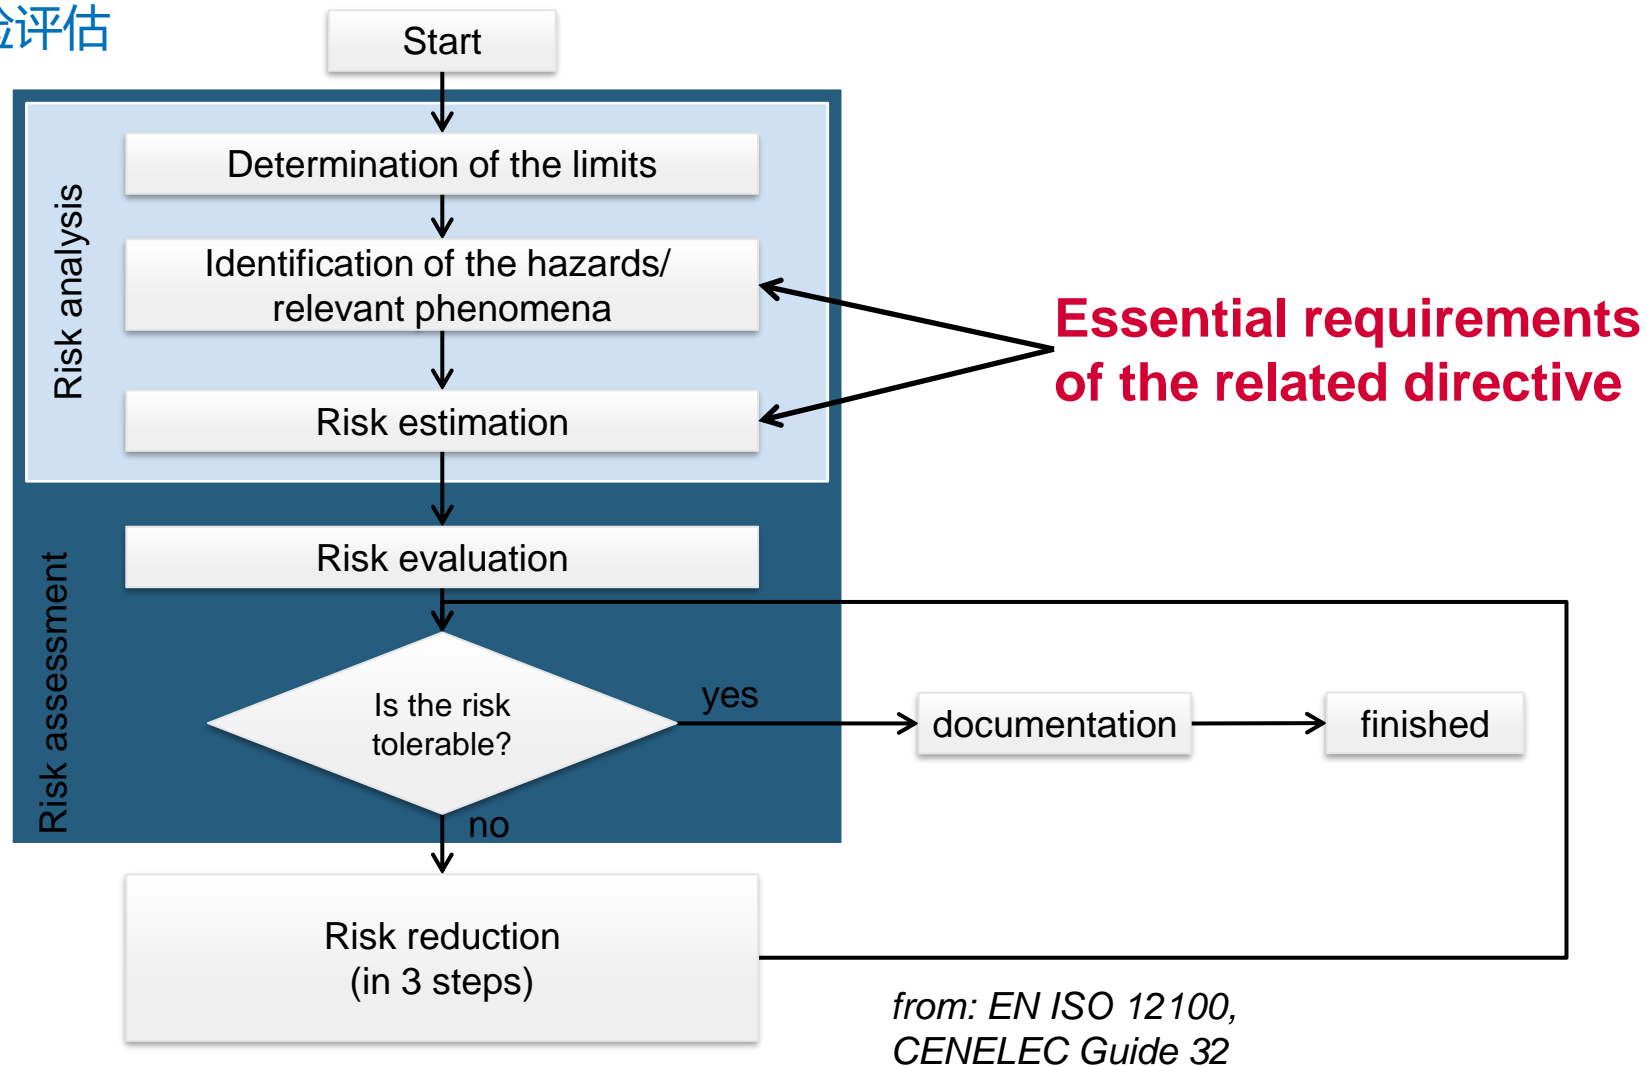 评估
Start
Risk analysis
Determination of the limits
Identification of the hazards/
relevant phenomena
Risk estimation
Essential requirements
of the related directive
Risk assessment
Risk evaluation
Is the risk
tolerable?
yes
documentation
finished
no
Risk reduction
(in 3 steps)
from: EN ISO 12100,
CENELEC Guide 32